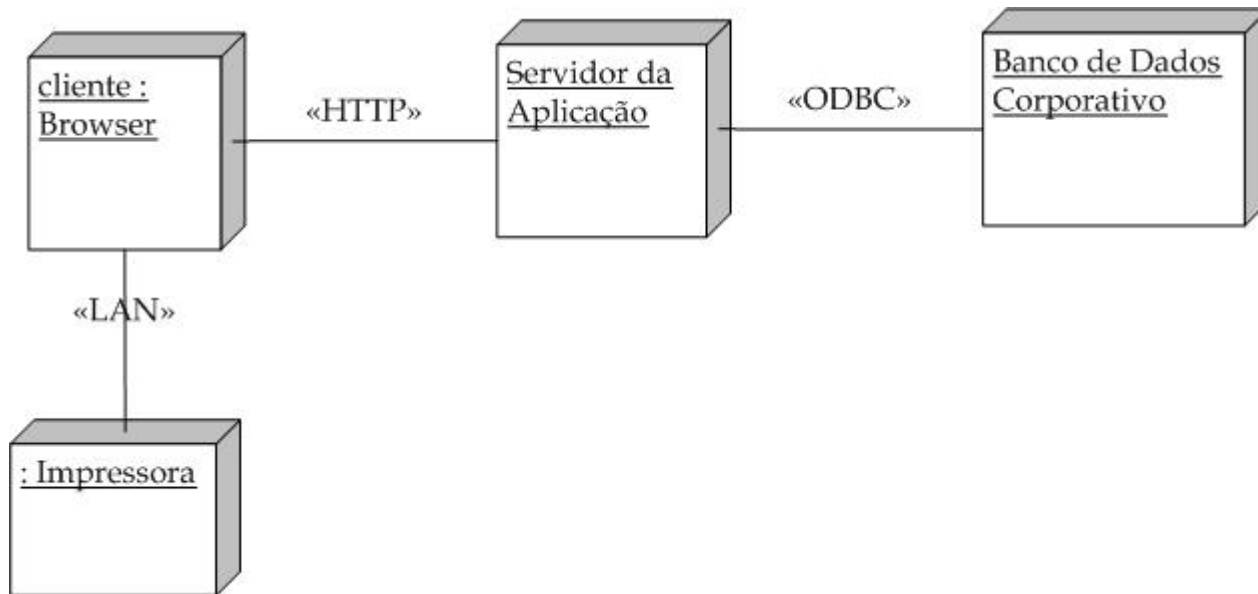 cliente :
Browser
«HTTP»
Servidor da
Aplicação
«ODBC»
Banco de Dados
Corporativo
«LAN»
: Impressora